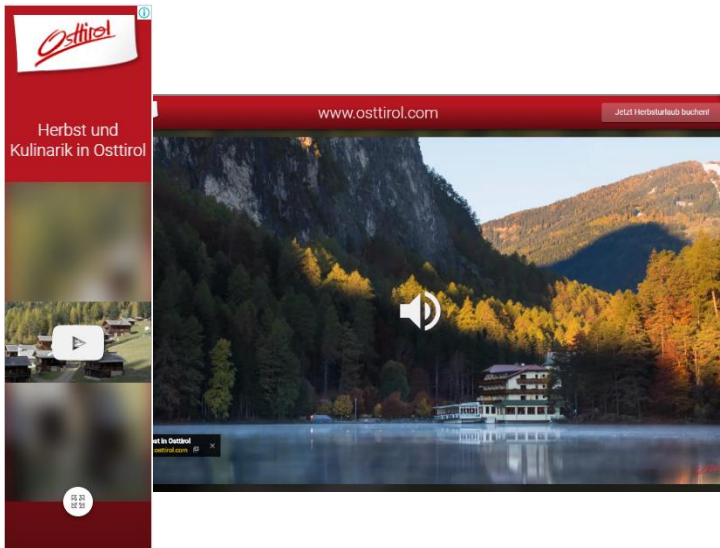 Osttirol
Herbst und
Kulinarik in Osttirol
www.osttirol.com
Jetzt Herbsturlaub buchen!
st in Osttirol
osttirol.com